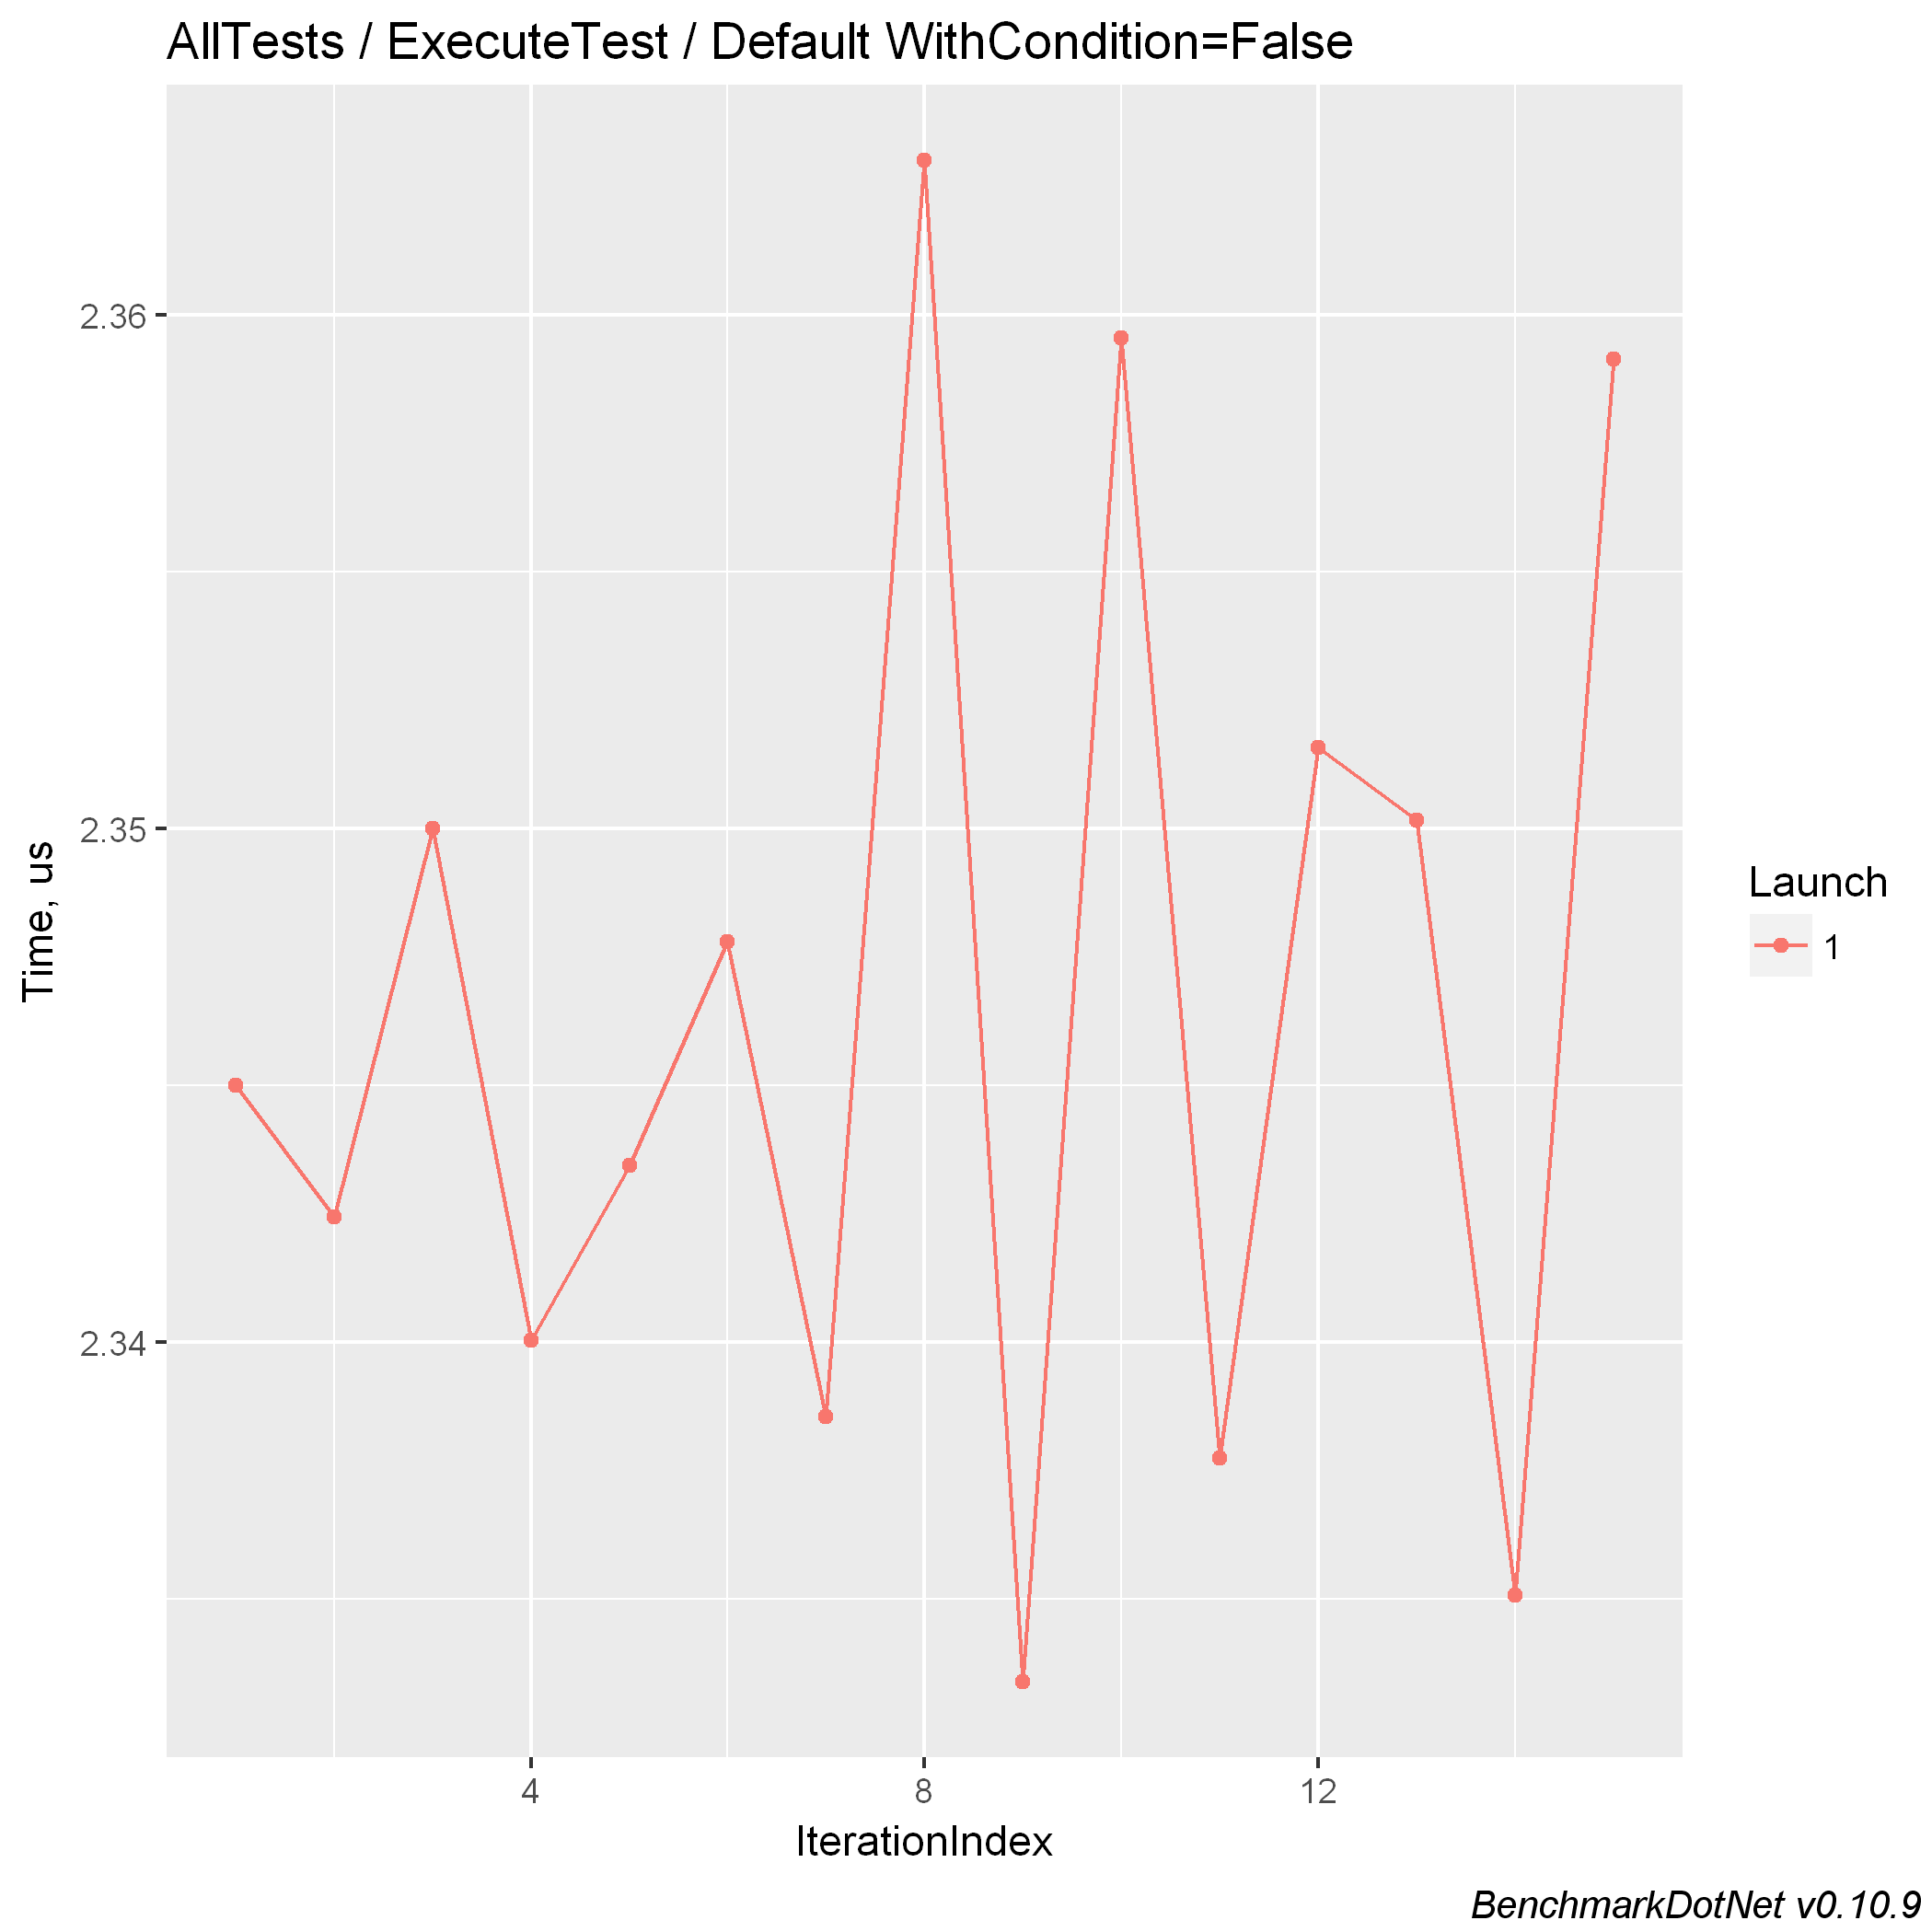 AllTests / ExecuteTest / Default WithCondition=False
2.36
2.35
2.34
Time, us
4 8 12
IterationIndex
Launch
1
BenchmarkDotNet v0.10.9